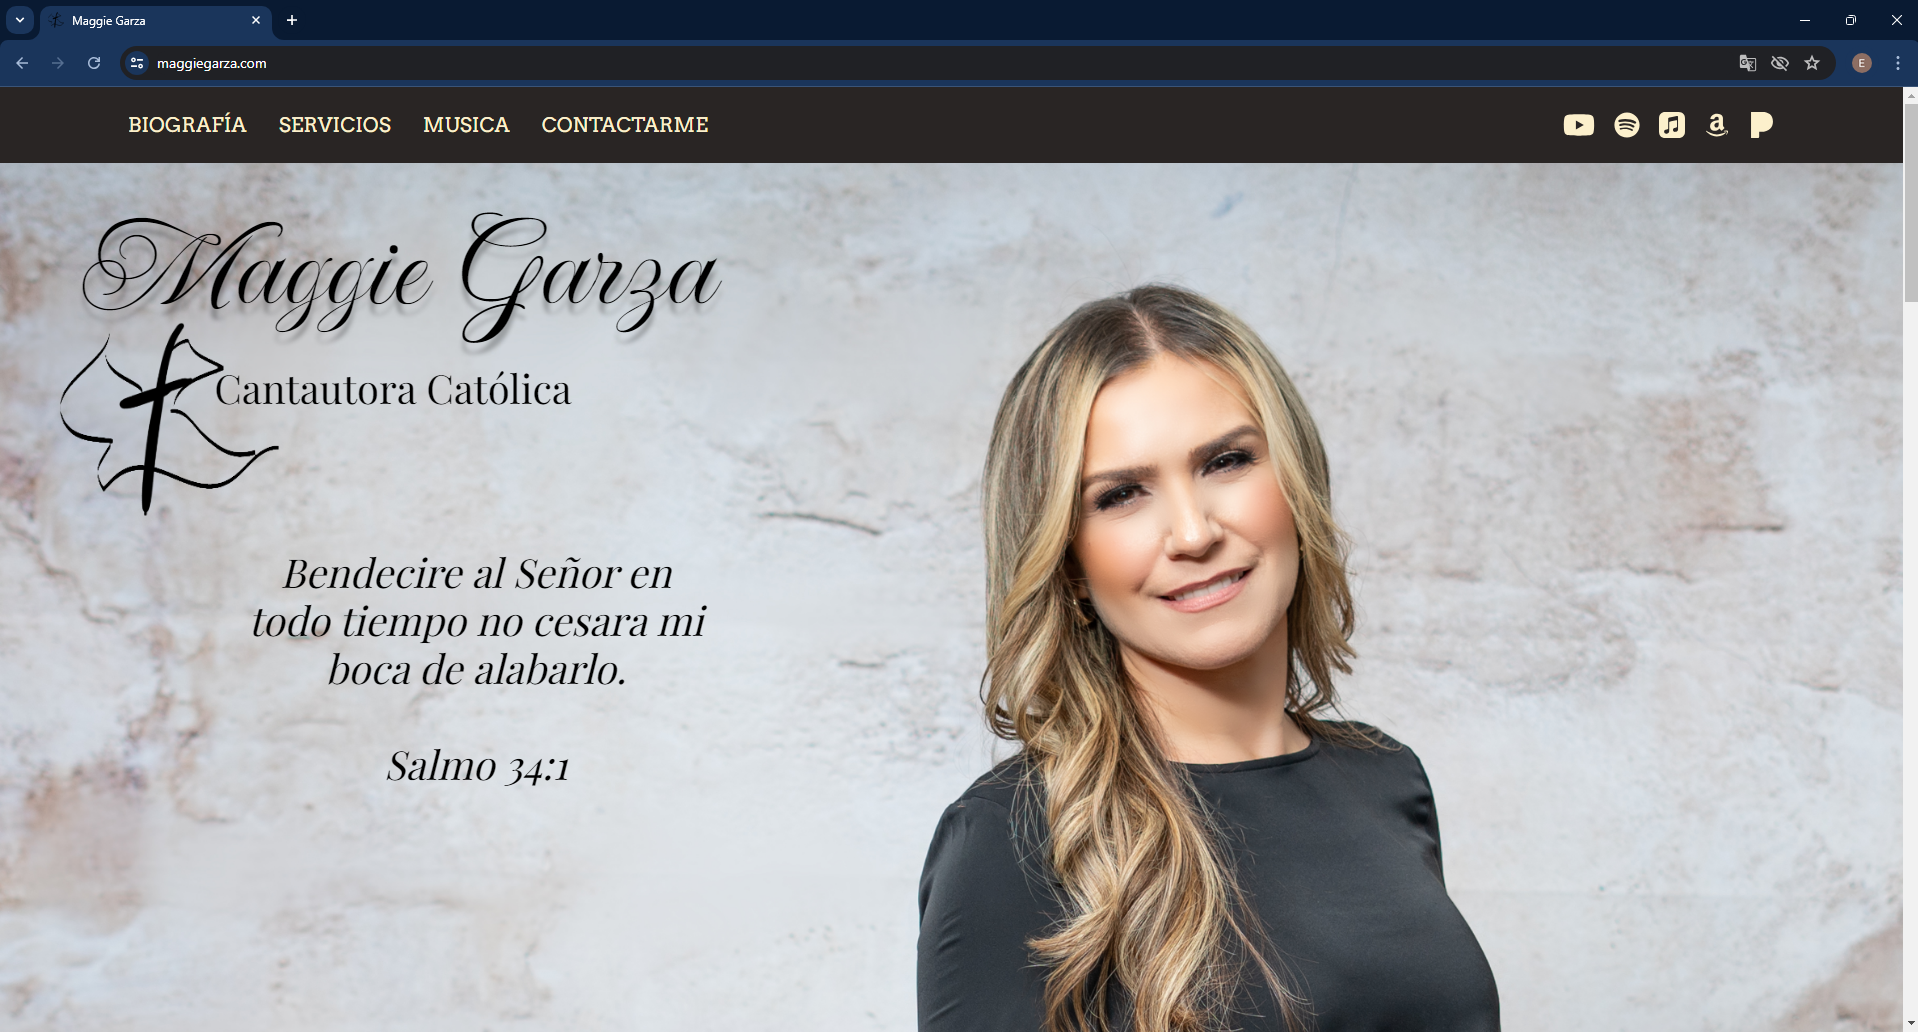 Maggie Garza
maggiegarza.com
E
BIOGRAFÍA SERVICIOS MUSICA CONTACTARME
Maggie Garza
Cantautora Católica
Bendecire al Señor en
todo tiempo no cesara mi
boca de alabarlo.
Salmo 34:1